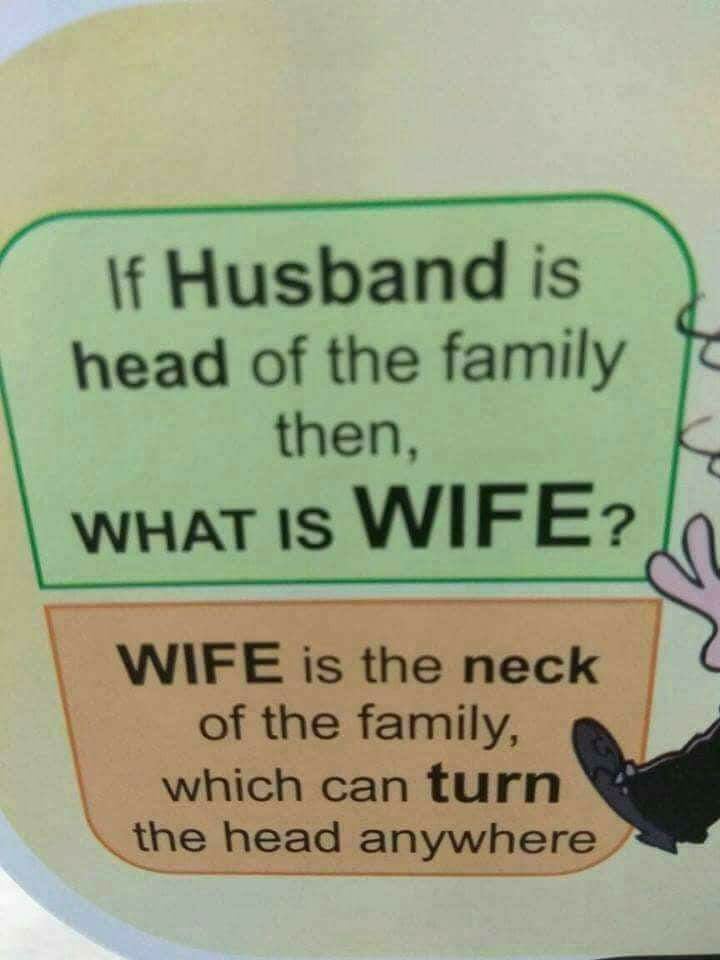 If Husband is
head of the family
then,
WHAT IS WIFE?
WIFE is the neck
of the family,
which can turn
the head anywhere